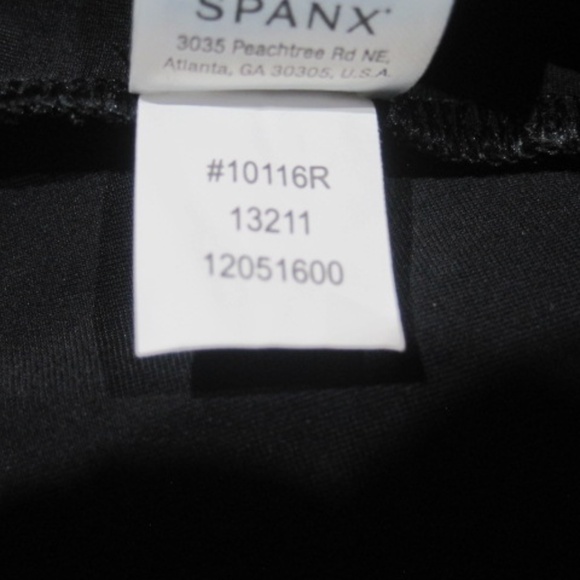 SPANX
3035 Peachtree Rd NE,
Atlanta, GA 30305, U.S.A.
#10116R
13211
12051600